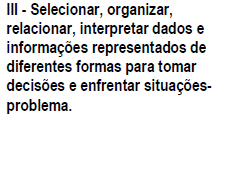 III - Selecionar, organizar,
relacionar, interpretar dados e
informações representados de
diferentes formas para tomar
decisões e enfrentar situações-
problema.